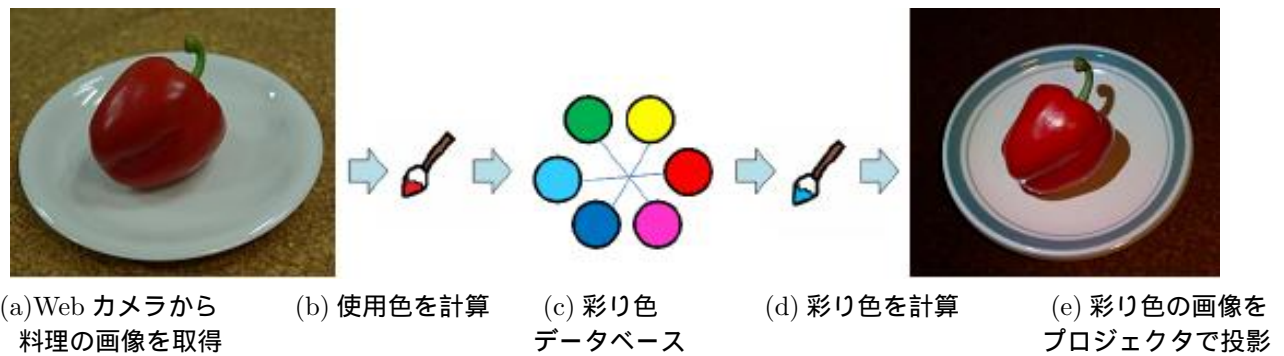 (a)Web カメラから
料理の画像を取得
(b) 使用色を計算
(c) 彩り色
データベース
(d) 彩り色を計算
(e) 彩り色の画像を
プロジェクタで投影